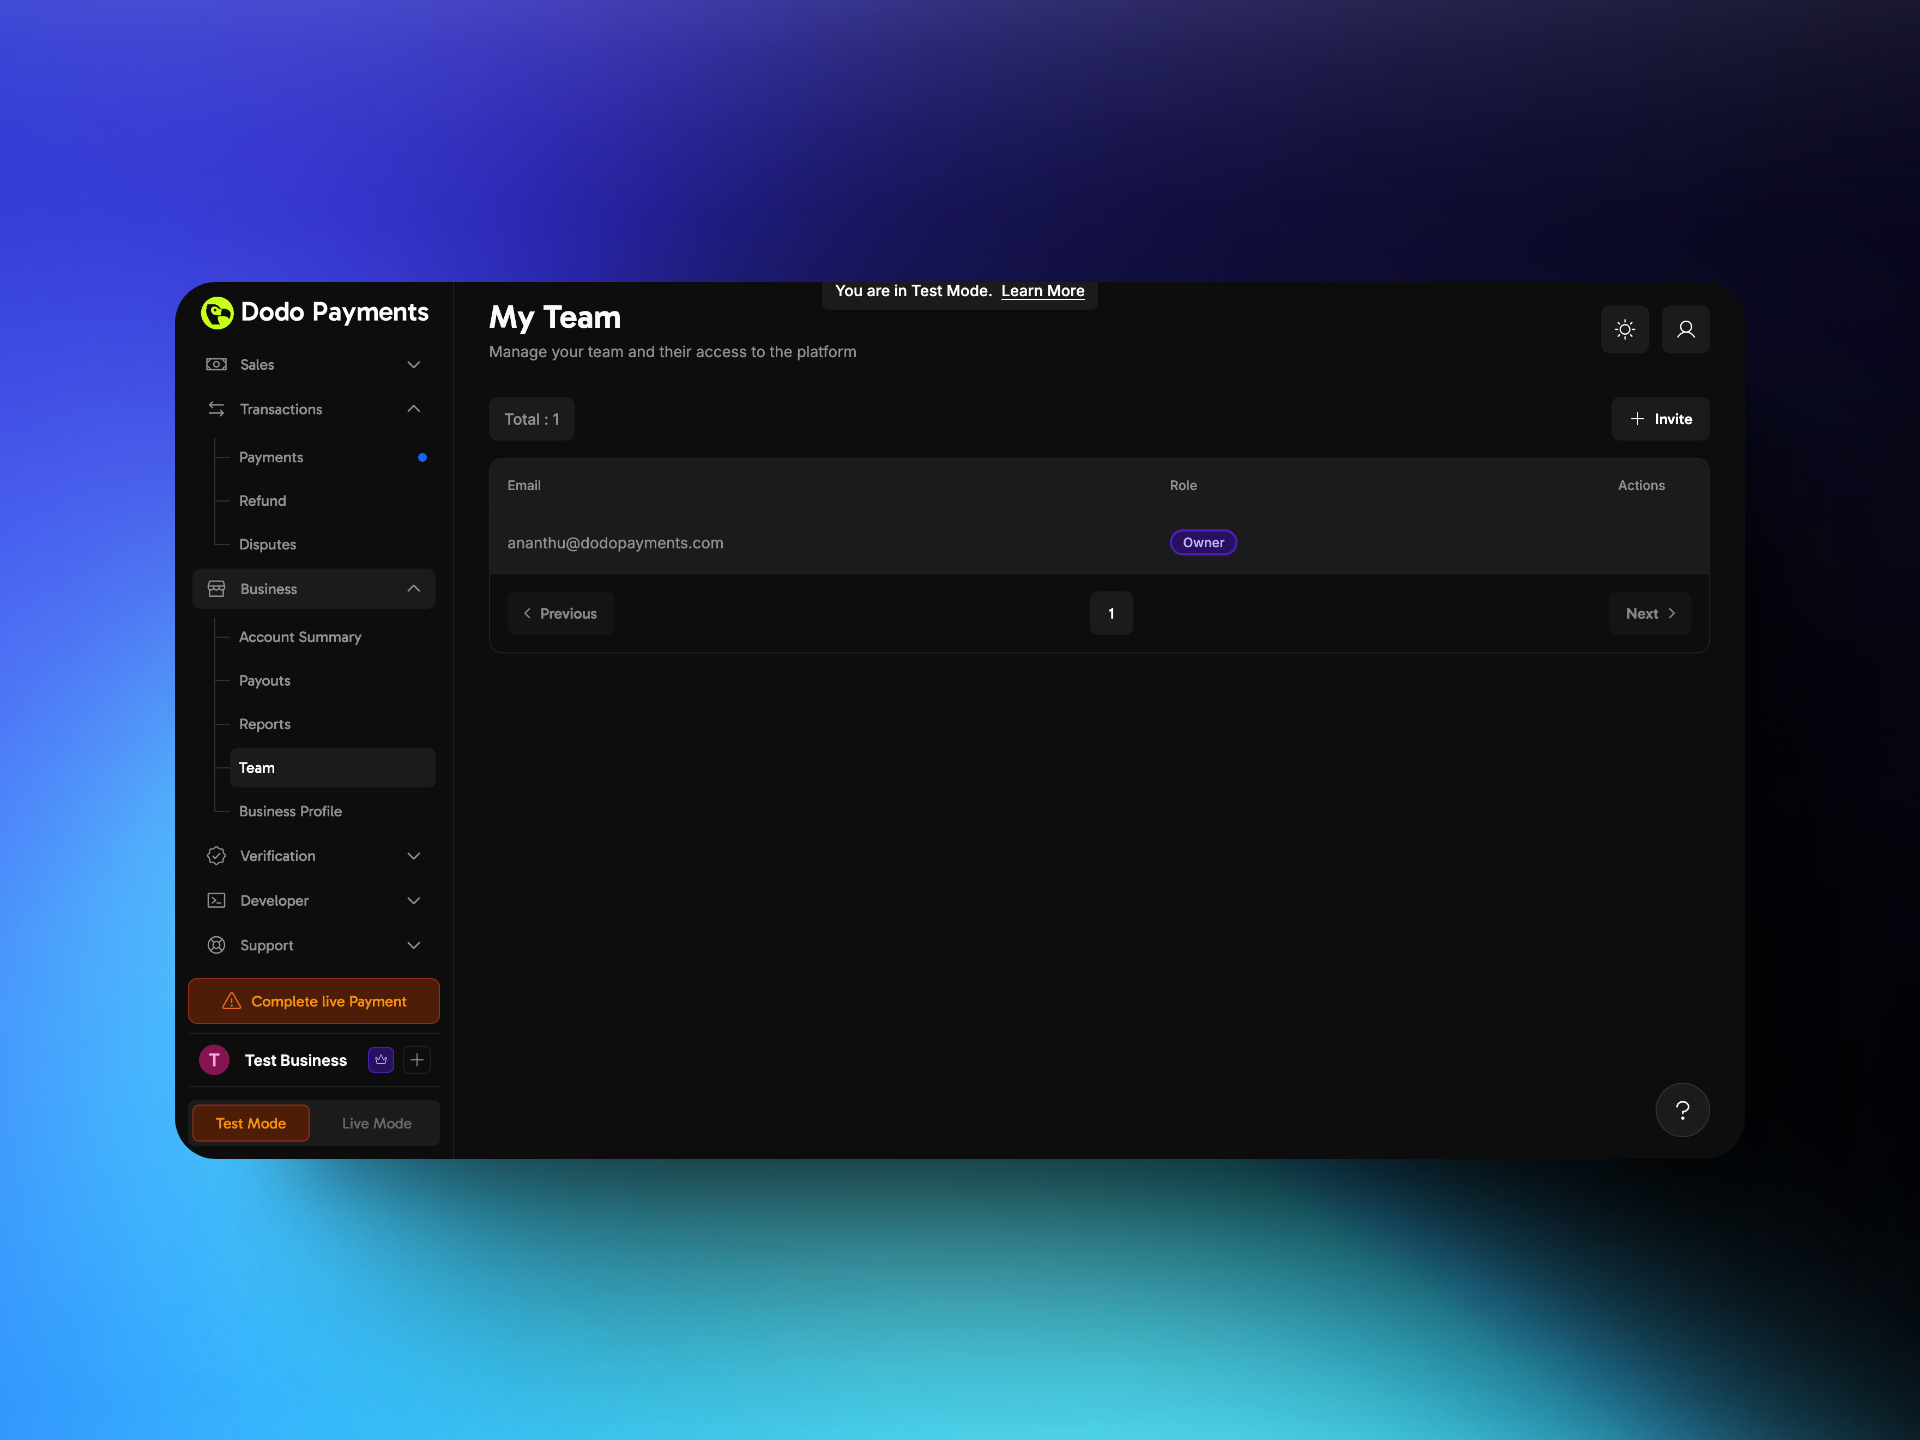 Dodo Payments
Sales
Transactions
Payments
Refund
Disputes
Business
Account Summary
Payouts
Reports
Team
Business Profile
Verification
Developer
Support
Complete live Payment
T Test Business
Test Mode Live Mode
You are in Test Mode. Learn More
My Team
Manage your team and their access to the platform
Total : 1
Invite
Email Role Actions
ananthu@dodopayments.com Owner
Previous 1 Next
?